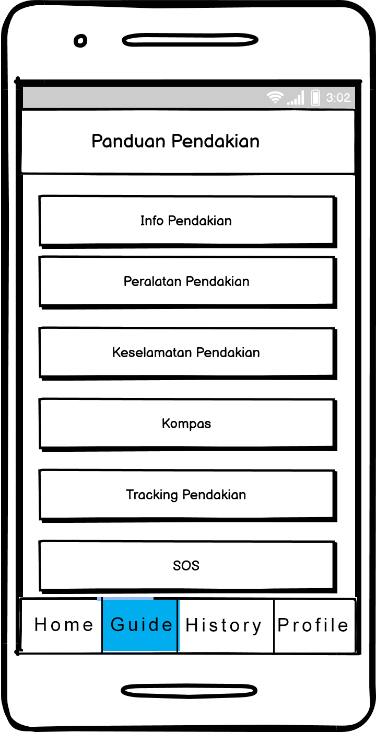 3:02
Panduan Pendakian
Info Pendakian
Peralatan Pendakian
Keselamatan Pendakian
Kompas
Tracking Pendakian
SOS
Home Guide History Profile